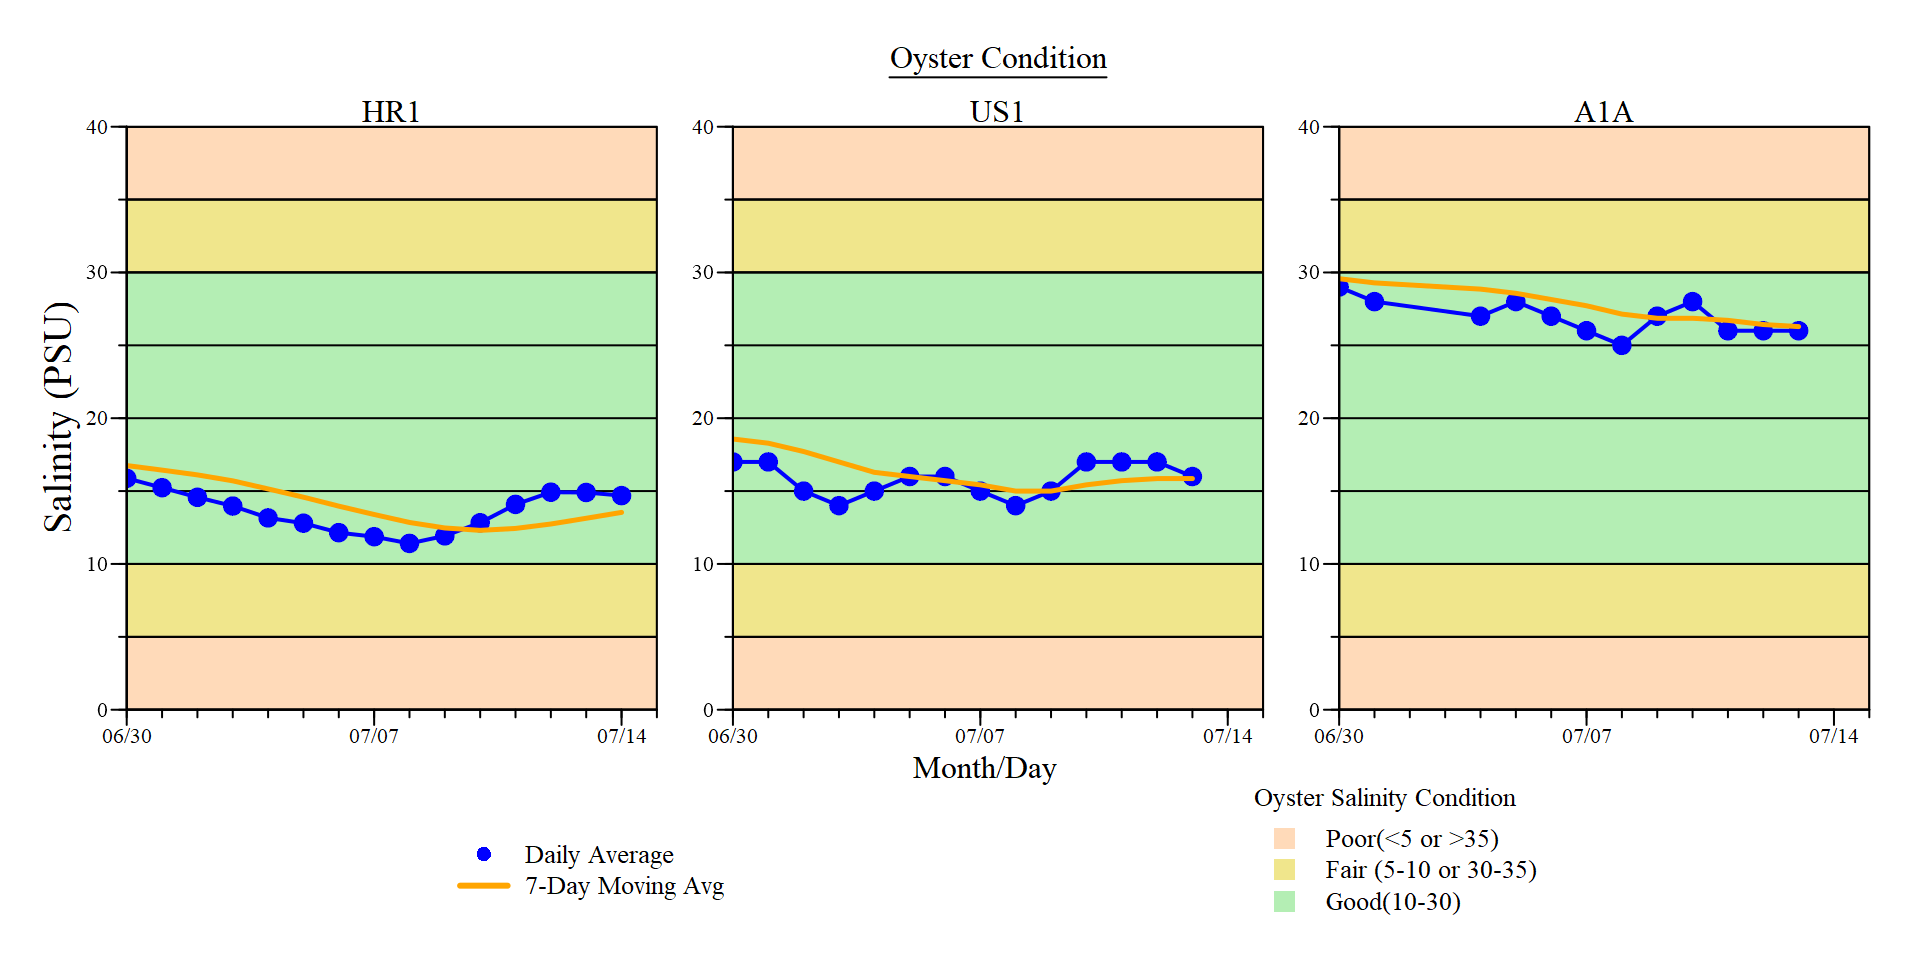 Oyster Condition
HR1
US1
A1A
Salinity (PSU)
40
30
20
10
0
06/30
07/07
07/14
40
30
20
10
0
06/30
07/07
07/14
40
30
20
10
0
06/30
07/07
07/14
Month/Day
Daily Average
7-Day Moving Avg
Oyster Salinity Condition
Poor(<5 or >35)
Fair (5-10 or 30-35)
Good(10-30)